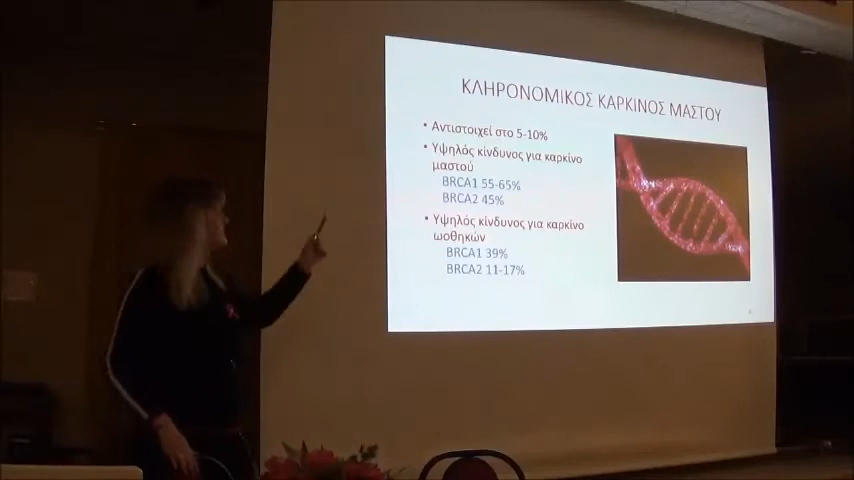 ΚΛΗΡΟΝΟΜΙΚΟΣ ΚΑΡΚΙΝΟΣ ΜΑΣΤΟΥ
• Αντιστοιχεί στο 5-10%
• Υψηλός κίνδυνος για καρκίνο
μαστού
BRCA1 55-65%
BRCA2 45%
• Υψηλός κίνδυνος για καρκίνο
ωοθηκών
BRCA1 39%
BRCA2 11-17%